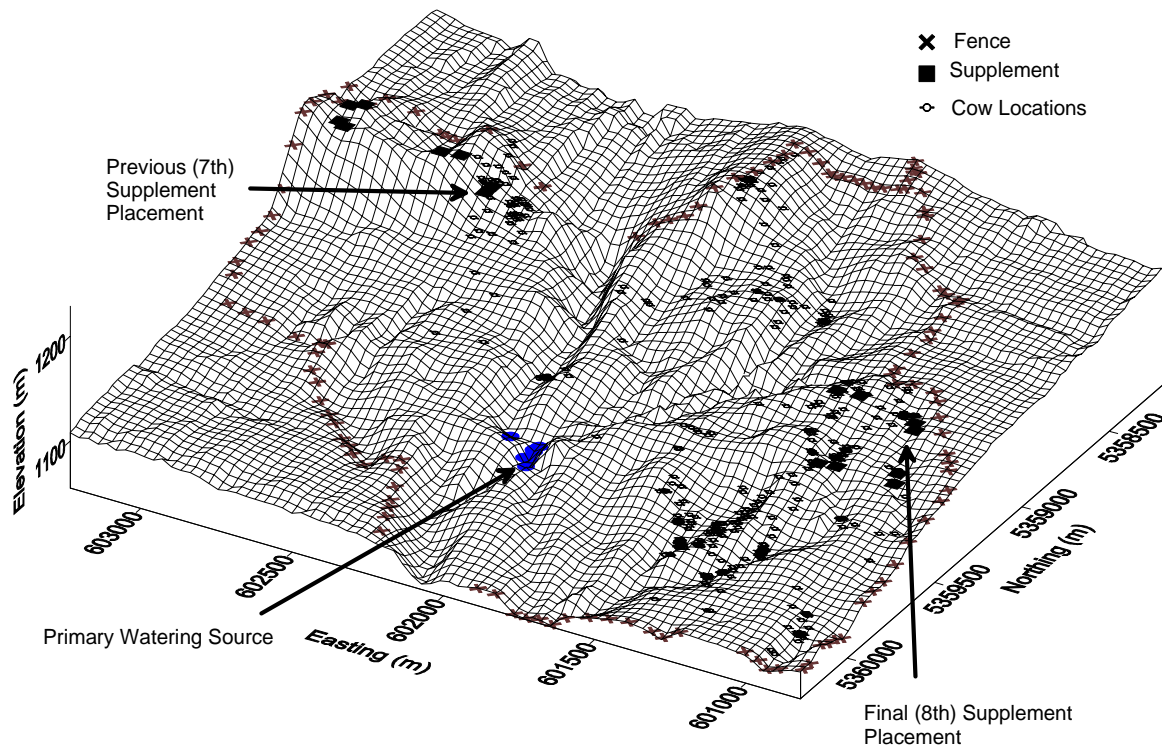 Fence
Supplement
Cow Locations
Previous (7th)
Supplement
Placement
1200
1100
Elevation (m)
603000
602500
602000
601500
601000
Easting (m)
5358500
5359000
5359500
5360000
Northing (m)
Primary Watering Source
Final (8th) Supplement
Placement